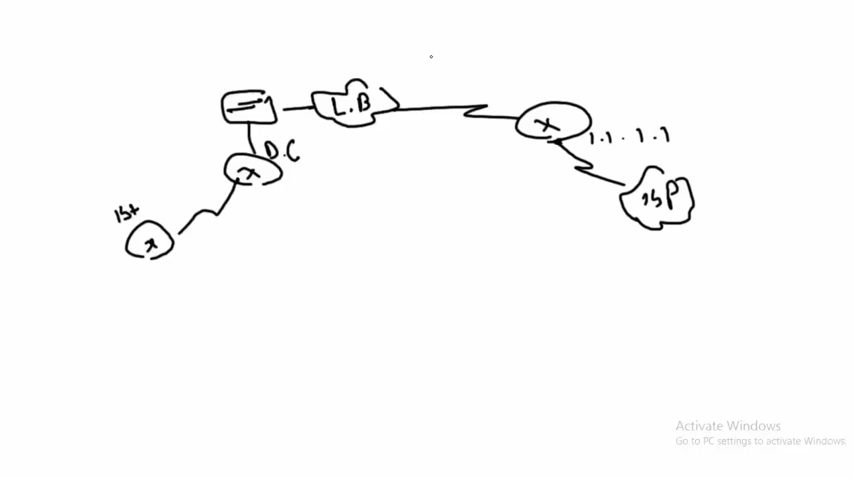 L.B
x
1.1.1.1
D.C
x
ISP
1st
x
Activate Windows
Go to PC settings to activate Windows.